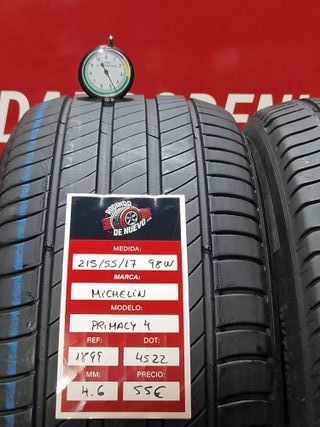 RODANDO
DE NUEVO
MEDIDA:
215/55/17 98W
MARCA:
MICHELIN
MODELO:
PRIMACY 4
REF: DOT:
1899 4522
MM: PRECIO:
4.6 55€